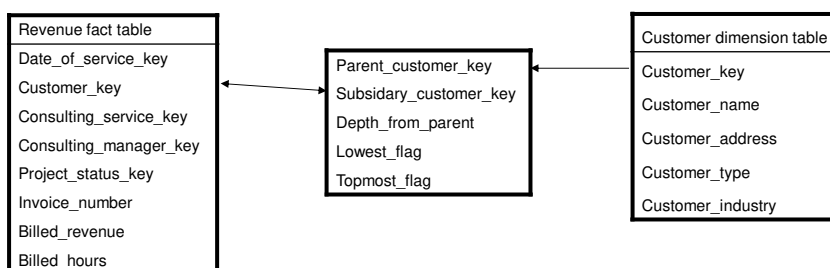 Revenue fact table
Date_of_service_key
Customer_key
Consulting_service_key
Consulting_manager_key
Project_status_key
Invoice_number
Billed_revenue
Billed_hours
Parent_customer_key
Subsidary_customer_key
Depth_from_parent
Lowest_flag
Topmost_flag
Customer dimension table
Customer_key
Customer_name
Customer_address
Customer_type
Customer_industry